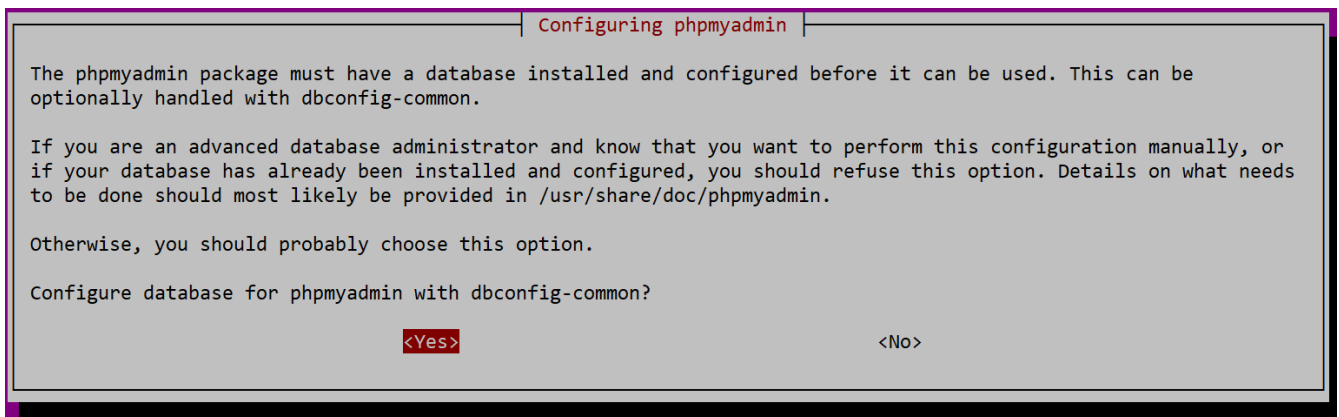 Configuring phpmyadmin
The phpmyadmin package must have a database installed and configured before it can be used. This can be
optionally handled with dbconfig-common.
If you are an advanced database administrator and know that you want to perform this configuration manually, or
if your database has already been installed and configured, you should refuse this option. Details on what needs
to be done should most likely be provided in /usr/share/doc/phpmyadmin.
Otherwise, you should probably choose this option.
Configure database for phpmyadmin with dbconfig-common?
<Yes> <No>